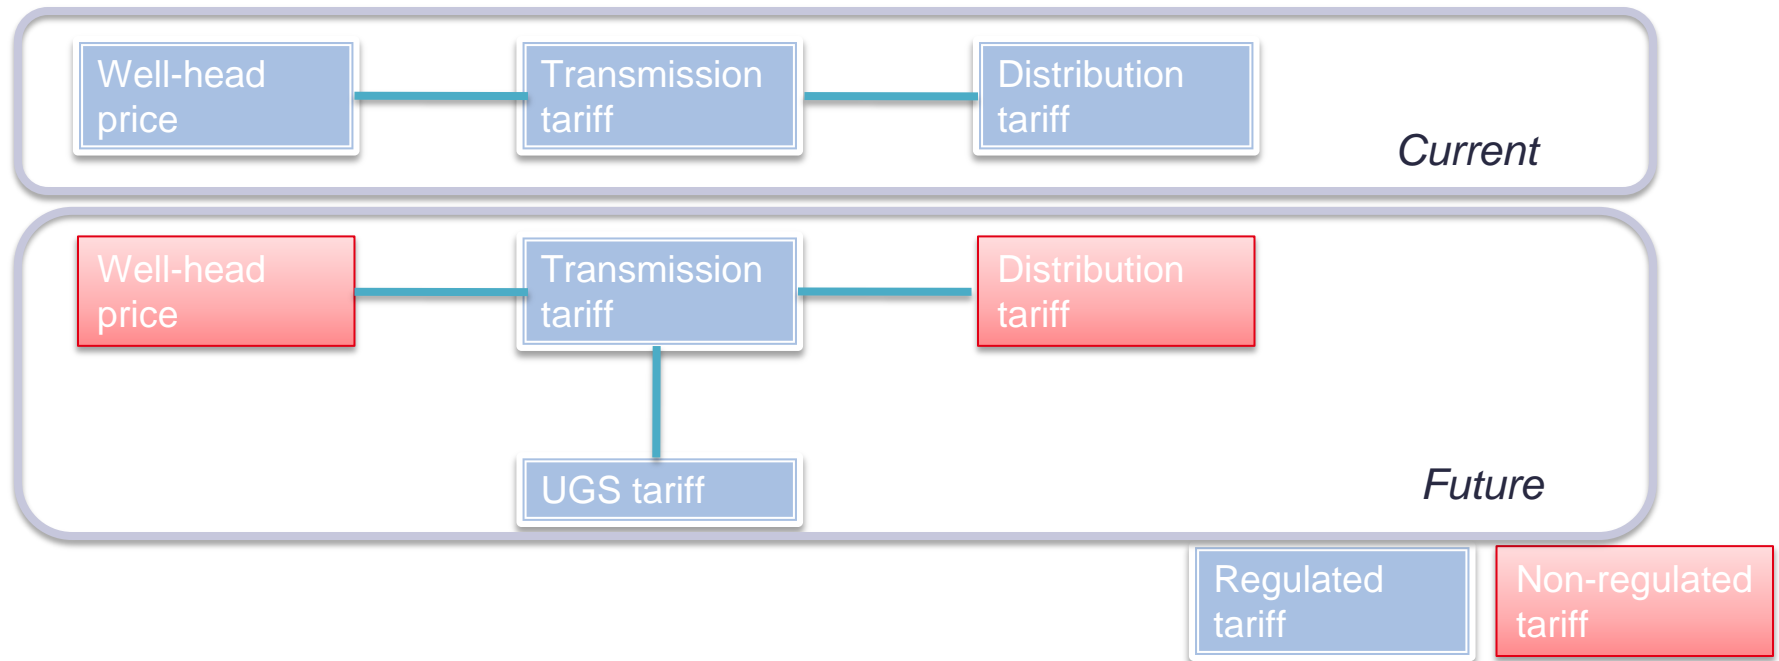 Well-head
price
Transmission
tariff
Distribution
tariff
Current
Well-head
price
Transmission
tariff
Distribution
tariff
UGS tariff
Future
Regulated
tariff
Non-regulated
tariff